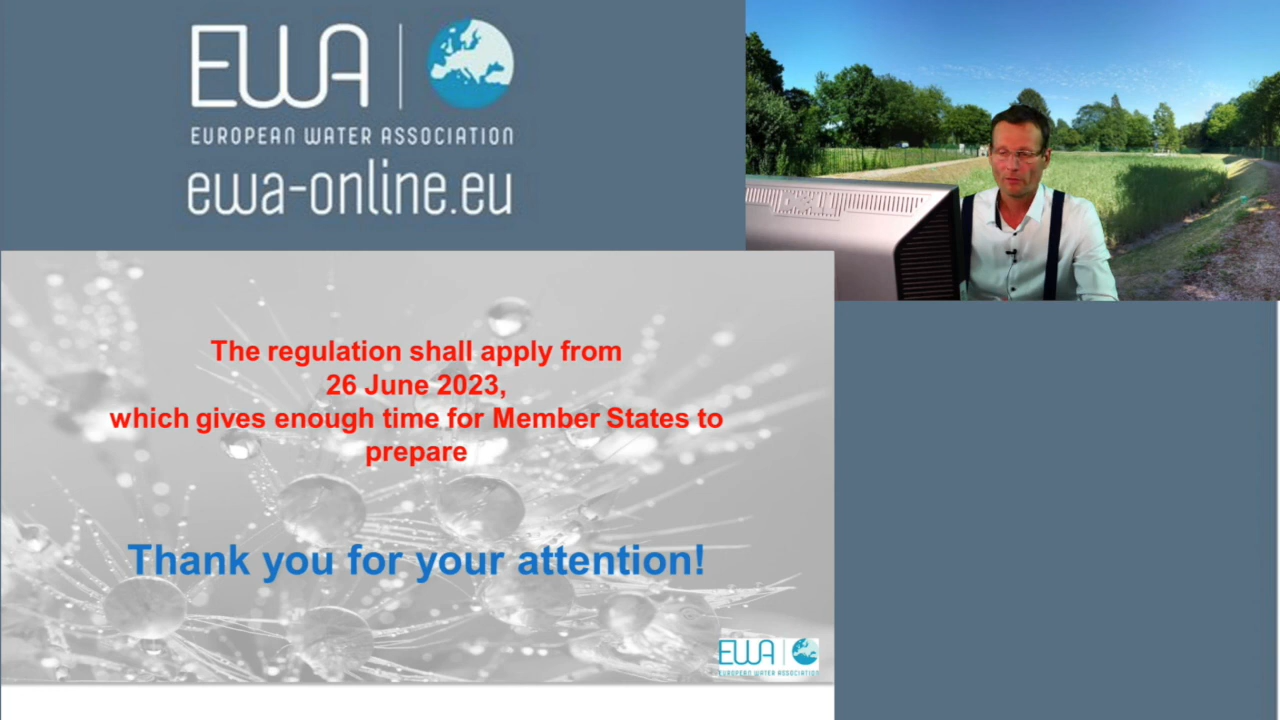 EWA
EUROPEAN WATER ASSOCIATION
ewa-online.eu
The regulation shall apply from
26 June 2023,
which gives enough time for Member States to
prepare
Thank you for your attention!
EWA
EUROPEAN WATER ASSOCIATION